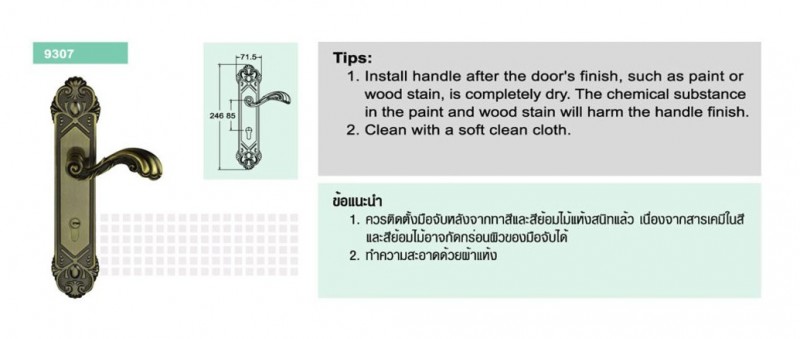 9307
71.5
246 85
Tips:
1. Install handle after the door's finish, such as paint or
wood stain, is completely dry. The chemical substance
in the paint and wood stain will harm the handle finish.
2. Clean with a soft clean cloth.
ข้อแนะนำ
1. ควรติดตั้งมือจับหลังจากทาสีและสีย้อมไม้แห้งสนิทแล้ว เนื่องจากสารเคมีในสี
และสีย้อมไม้อาจกัดกร่อนผิวของมือจับได้
2. ทำความสะอาดด้วยผ้าแห้ง